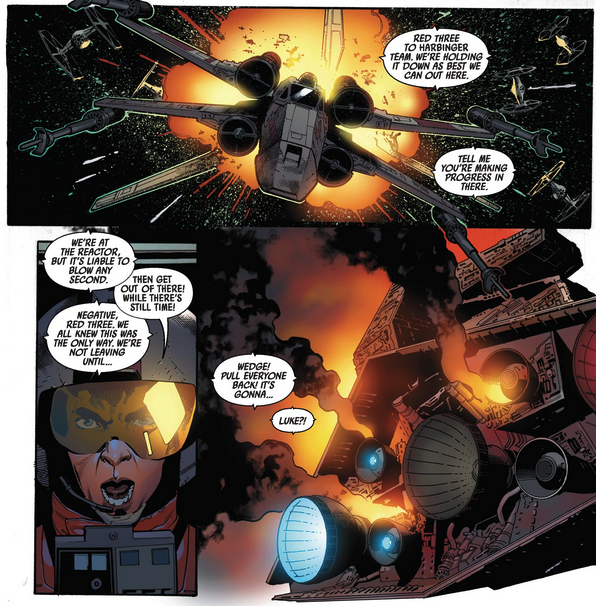 RED THREE
TO HARBINGER
TEAM. WE'RE HOLDING
IT DOWN AS BEST WE
CAN OUT HERE.
TELL ME
YOU'RE MAKING
PROGRESS IN
THERE.
WE'RE AT
THE REACTOR,
BUT IT'S LIABLE TO
BLOW ANY
SECOND.
THEN GET
OUT OF THERE!
WHILE THERE'S
STILL TIME!
NEGATIVE,
RED THREE. WE
ALL KNEW THIS WAS
THE ONLY WAY. WE'RE
NOT LEAVING
UNTIL...
WEDGE!
PULL EVERYONE
BACK! IT'S
GONNA...
LUKE?!